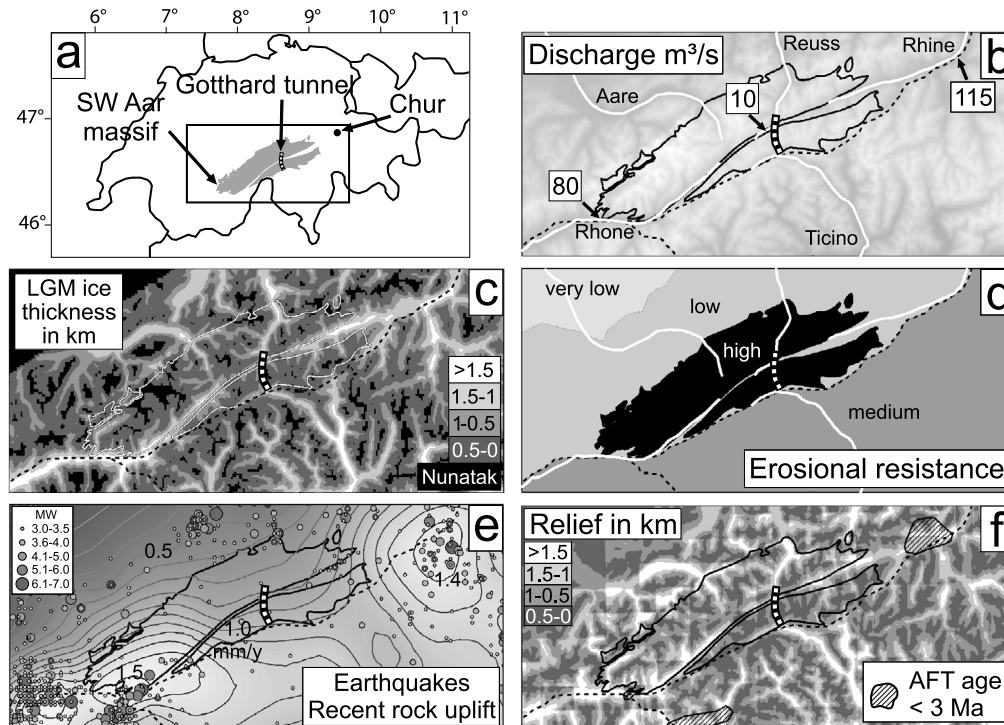 6° 7° 8° 9° 10° 11°
47°
46°
a
Gotthard tunnel
SW Aar
massif
Chur
b
Discharge m³/s
Reuss
Rhine
Aare
10
115
80
Rhone
Ticino
c
LGM ice
thickness
in km
>1.5
1.5-1
1-0.5
0.5-0
Nunatak
d
very low
low
high
medium
Erosional resistance
e
MW
3.0-3.5
3.6-4.0
4.1-5.0
5.1-6.0
6.1-7.0
0.5
1.4
1.0
mm/y
1.5
Earthquakes
Recent rock uplift
f
Relief in km
>1.5
1.5-1
1-0.5
0.5-0
AFT age
< 3 Ma